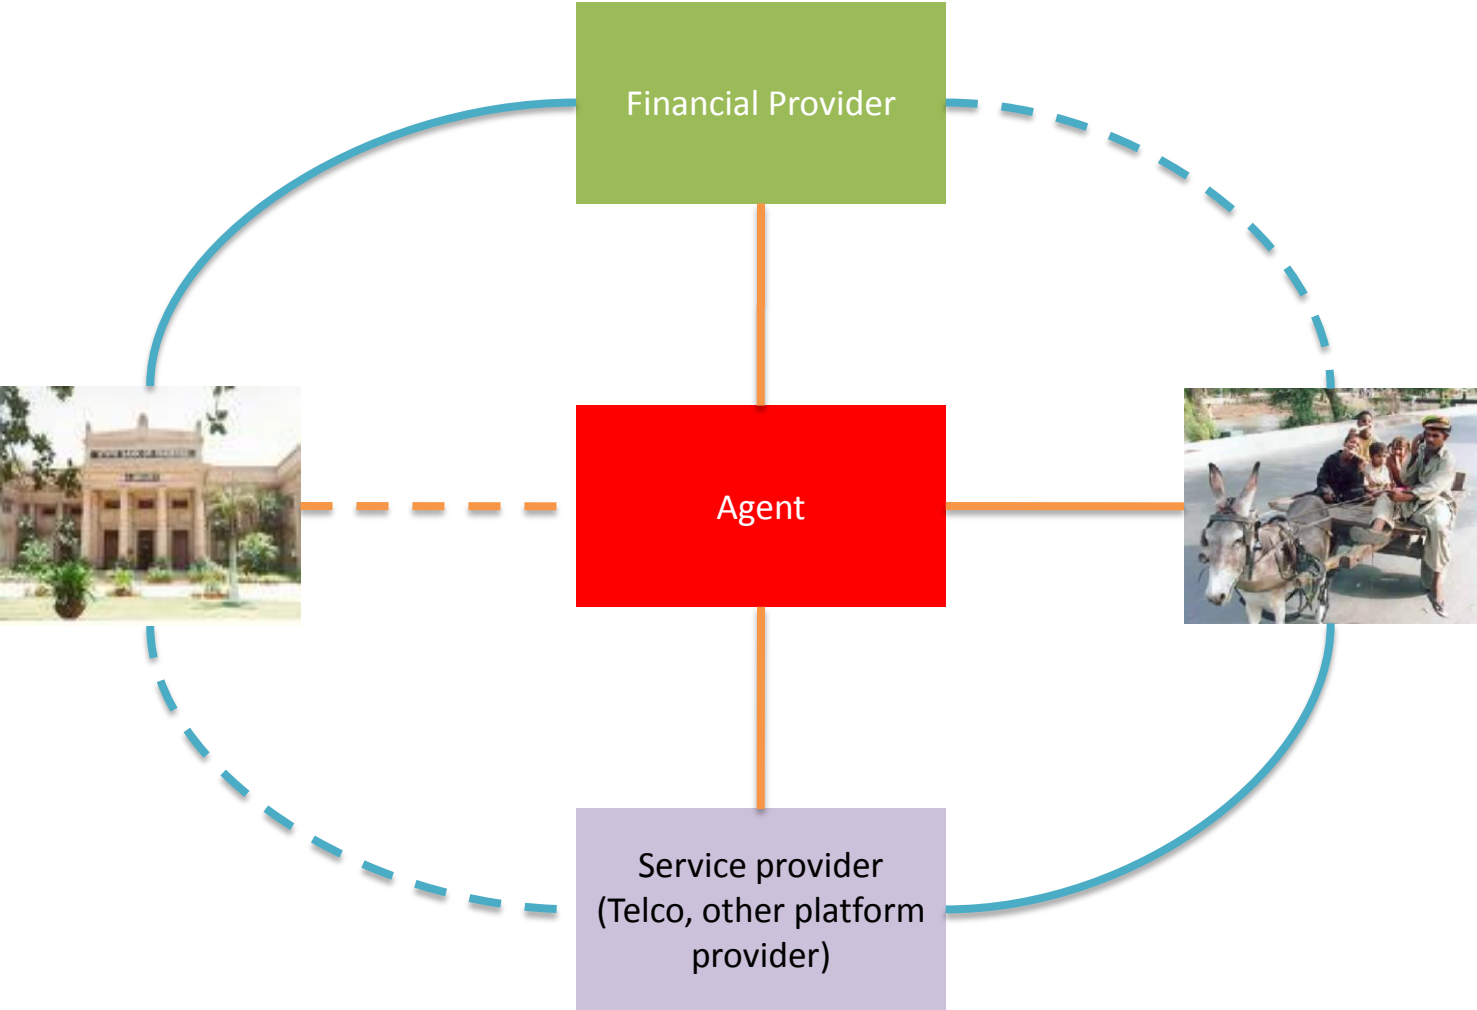 Financial Provider
Agent
Service provider
(Telco, other platform
provider)